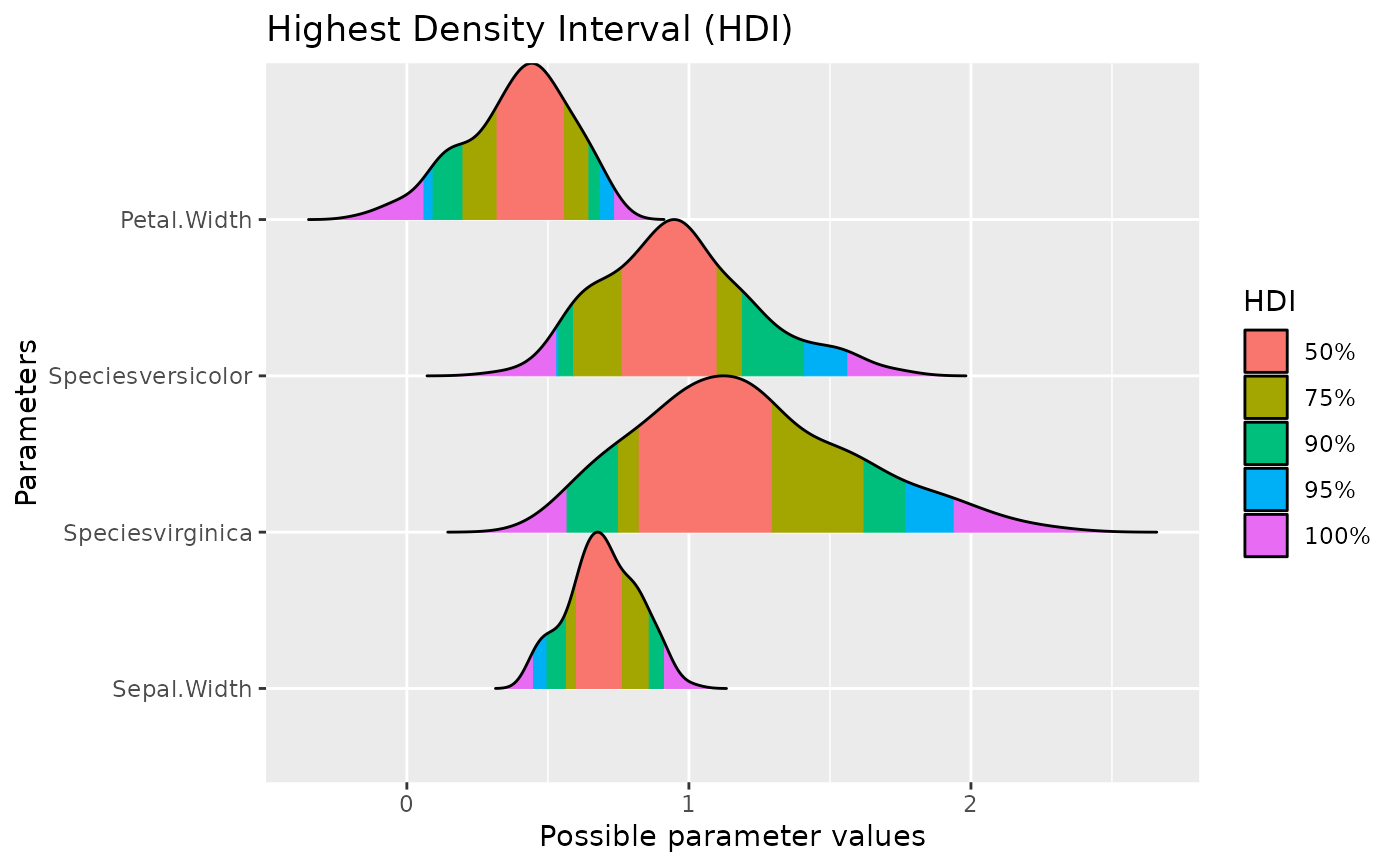 Highest Density Interval (HDI)
Parameters
Petal.Width
Speciesversicolor
Speciesvirginica
Sepal.Width
0
1
2
Possible parameter values
HDI
50%
75%
90%
95%
100%